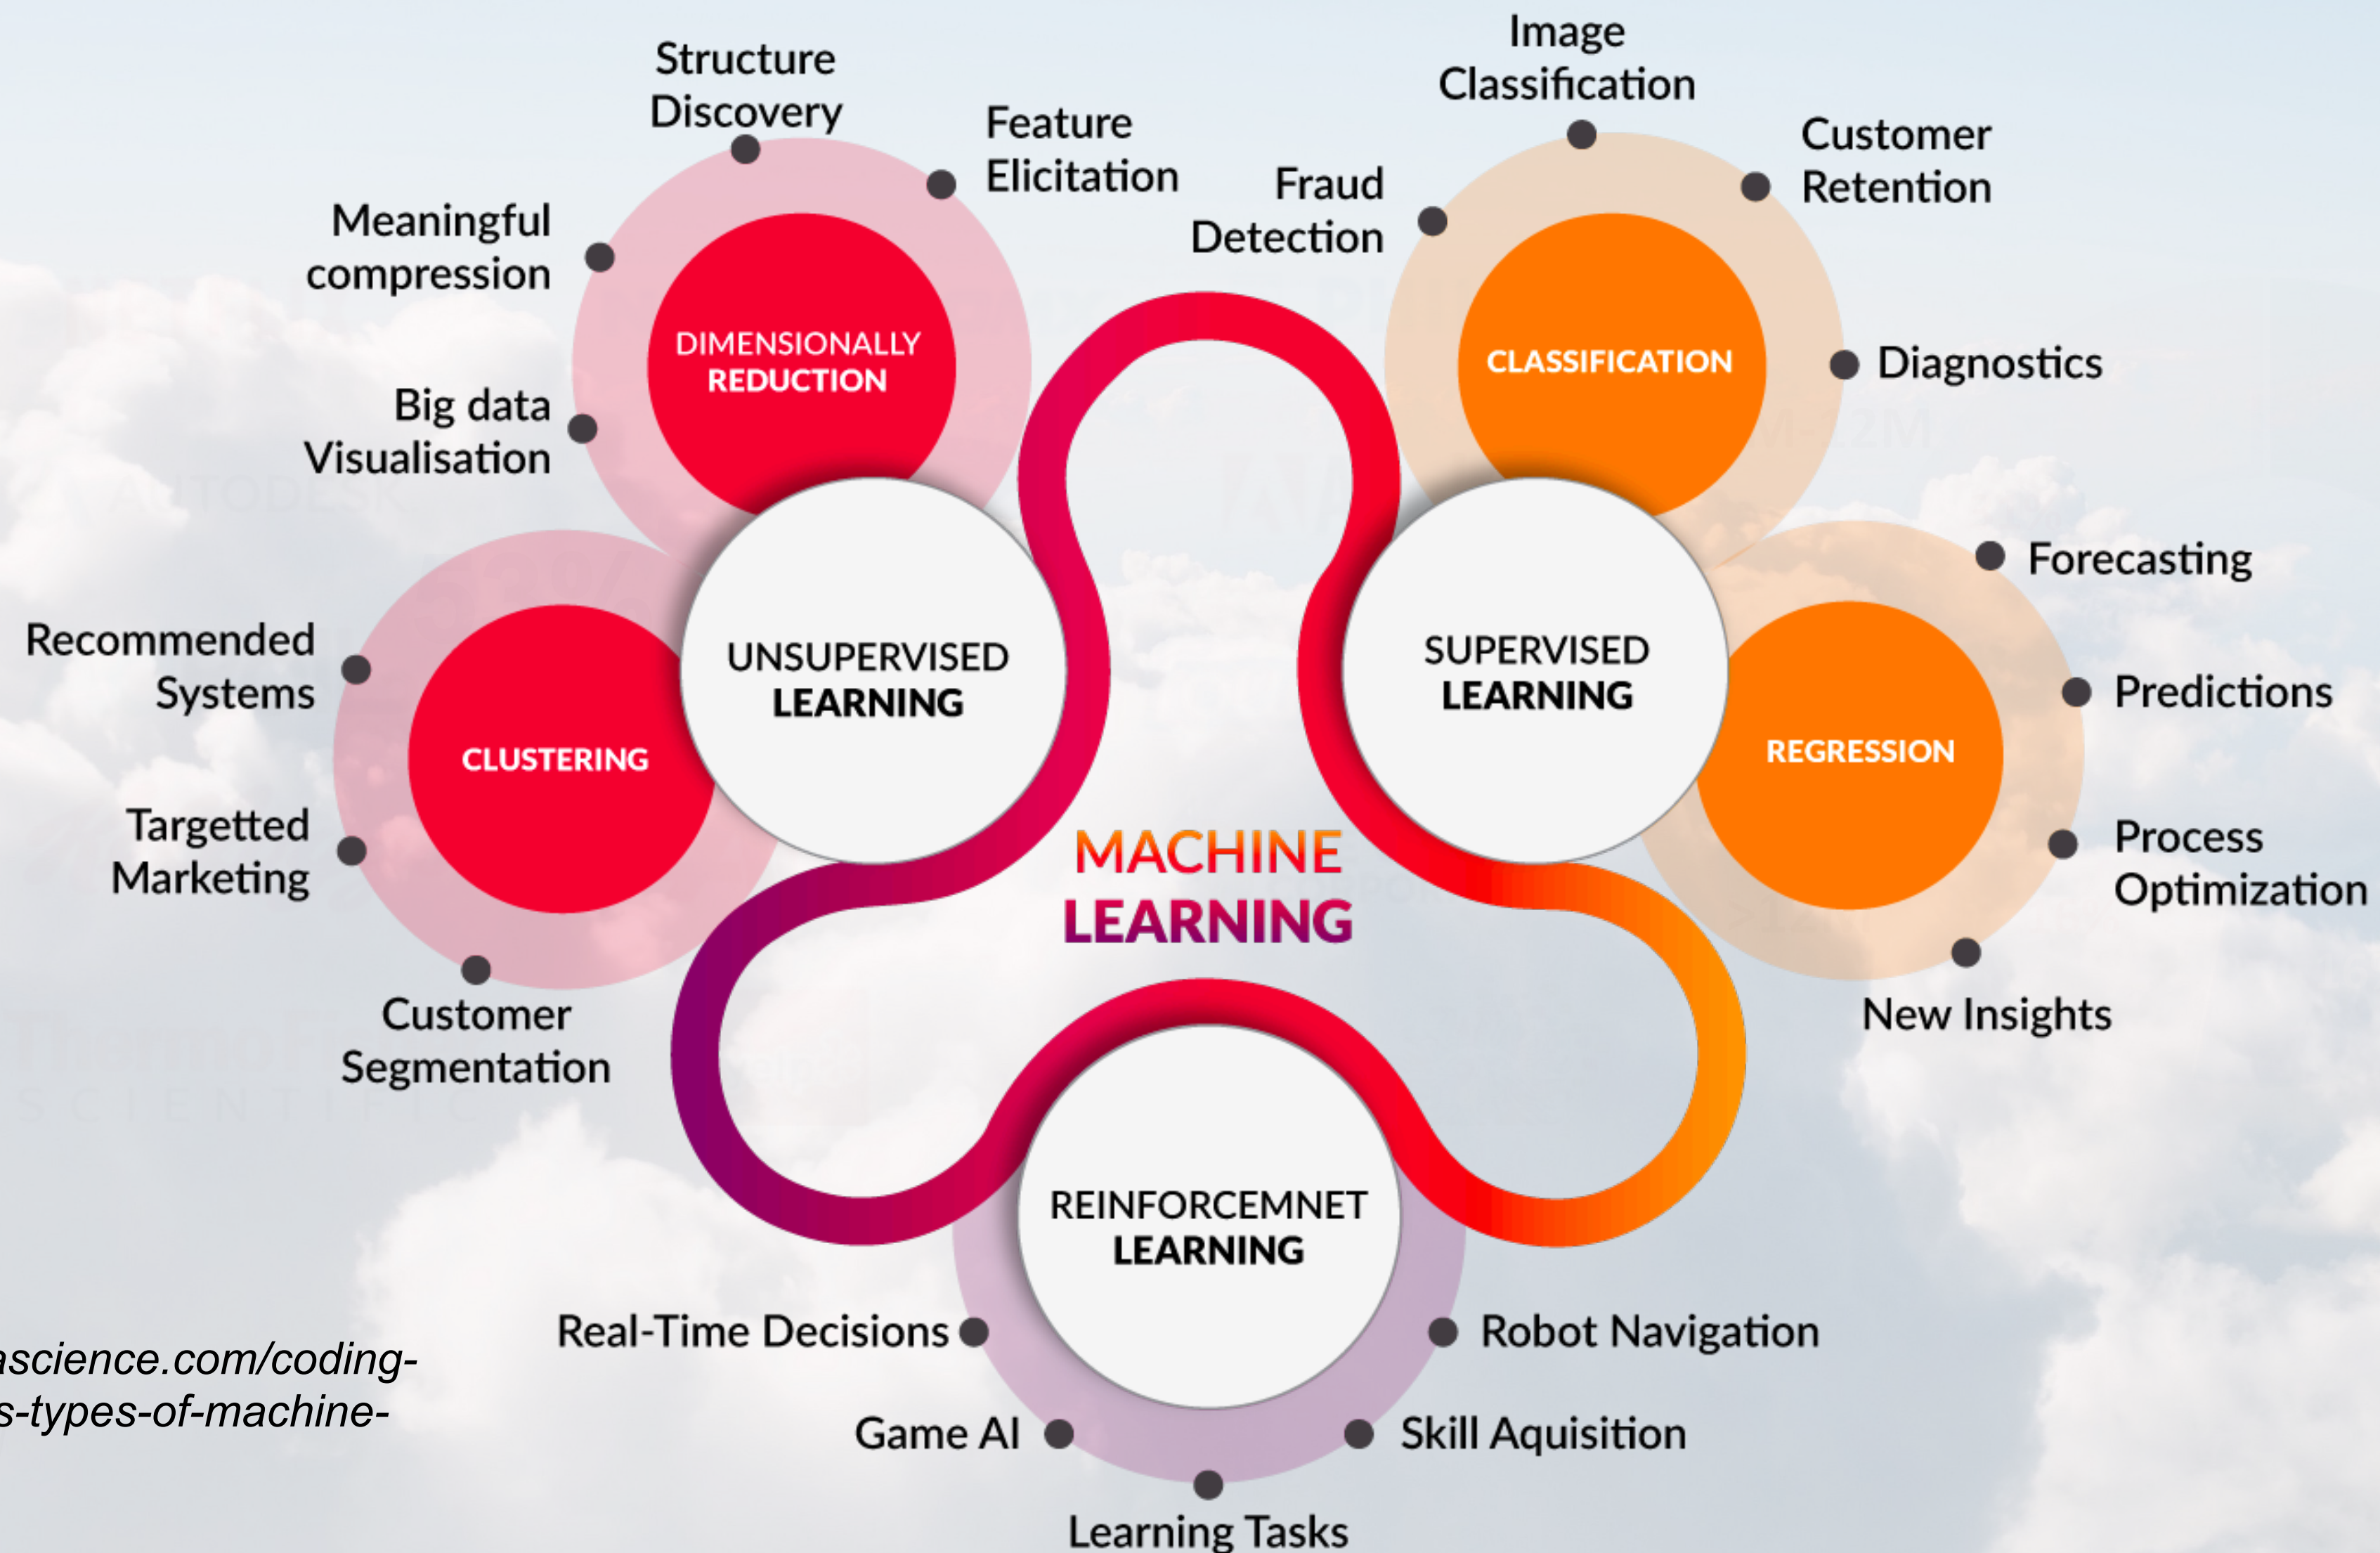 Structure
Discovery
Feature
Elicitation
Meaningful
compression
Big data
Visualisation
DIMENSIONALLY
REDUCTION
Recommended
Systems
Targetted
Marketing
Customer
Segmentation
CLUSTERING
UNSUPERVISED
LEARNING
Image
Classification
Customer
Retention
Fraud
Detection
Diagnostics
CLASSIFICATION
SUPERVISED
LEARNING
Forecasting
Predictions
Process
Optimization
New Insights
REGRESSION
MACHINE
LEARNING
REINFORCEMNET
LEARNING
Real-Time Decisions
Robot Navigation
Game AI
Skill Aquisition
Learning Tasks
ascience.com/coding-
s-types-of-machine-
AUTODESK
SCIENTIFIC